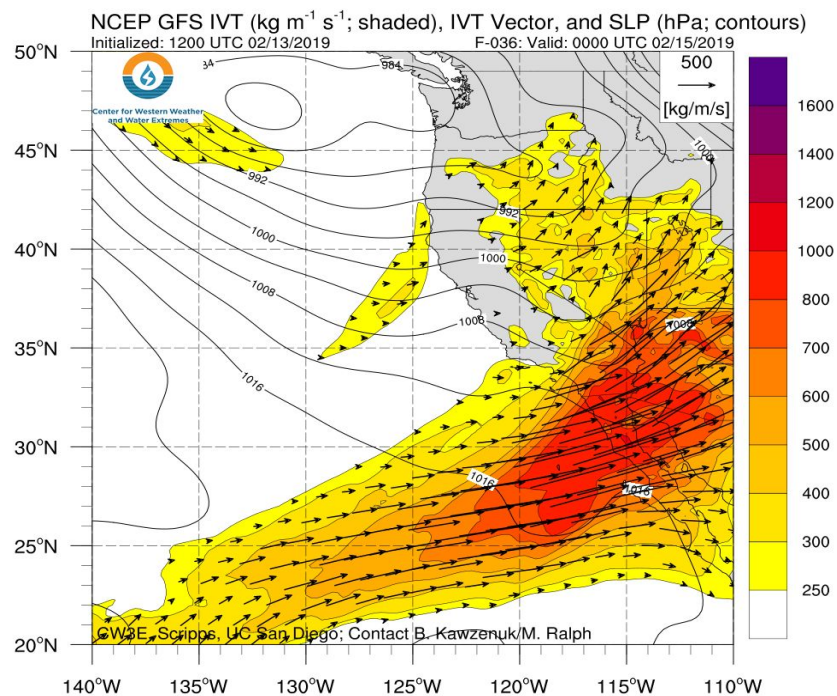 NCEP GFS IVT (kg m⁻¹ s⁻¹; shaded), IVT Vector, and SLP (hPa; contours)
Initialized: 1200 UTC 02/13/2019 F-036: Valid: 0000 UTC 02/15/2019
50°N
45°N
40°N
35°N
30°N
25°N
20°N
Center for Western Weather
and Water Extremes
500
[kg/m/s]
984
1000
992
992
1000
1000
1008
1008
1008
1016
1016
1016
1600
1400
1200
1000
800
700
600
500
400
300
250
CW3E, Scripps, UC San Diego; Contact B. Kawzenuk/M. Ralph
140°W 135°W 130°W 125°W 120°W 115°W 110°W